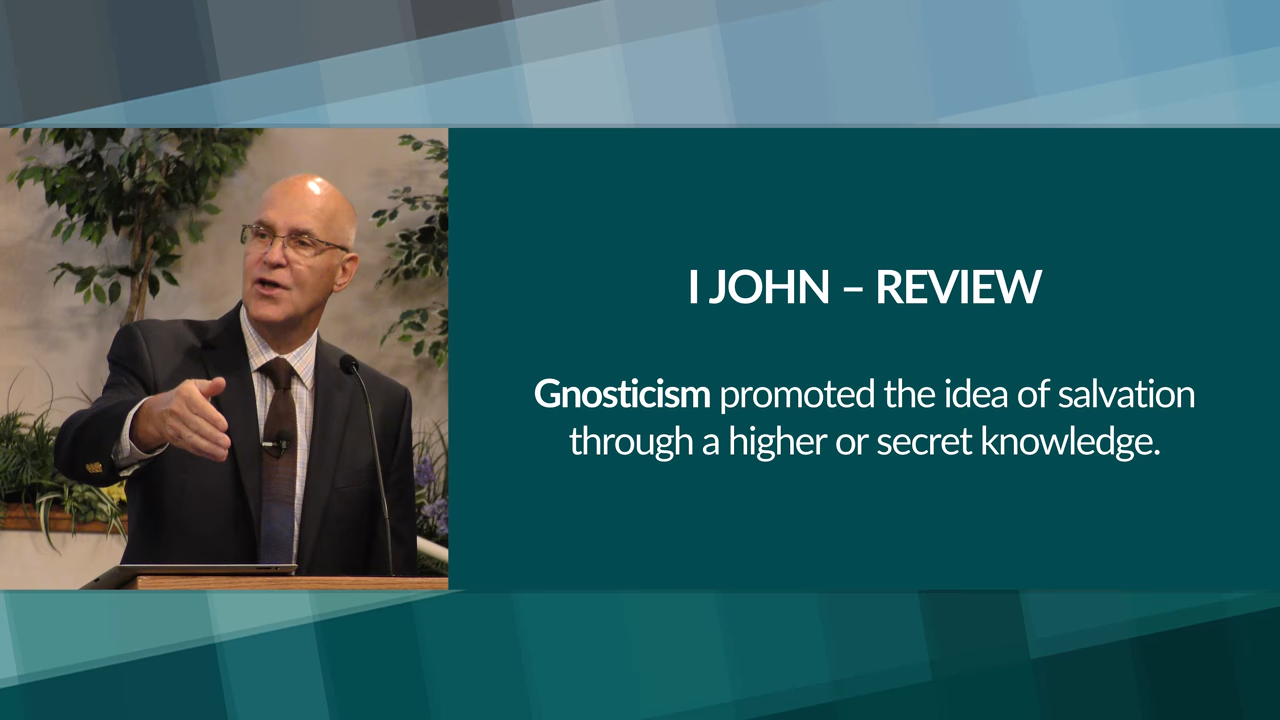 I JOHN – REVIEW
Gnosticism promoted the idea of salvation
through a higher or secret knowledge.